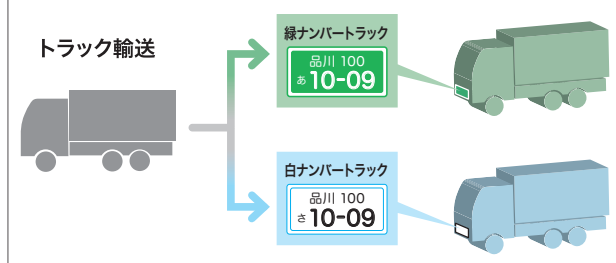 トラック輸送
緑ナンバートラック
品川 100
あ 10-09
白ナンバートラック
品川 100
さ 10-09